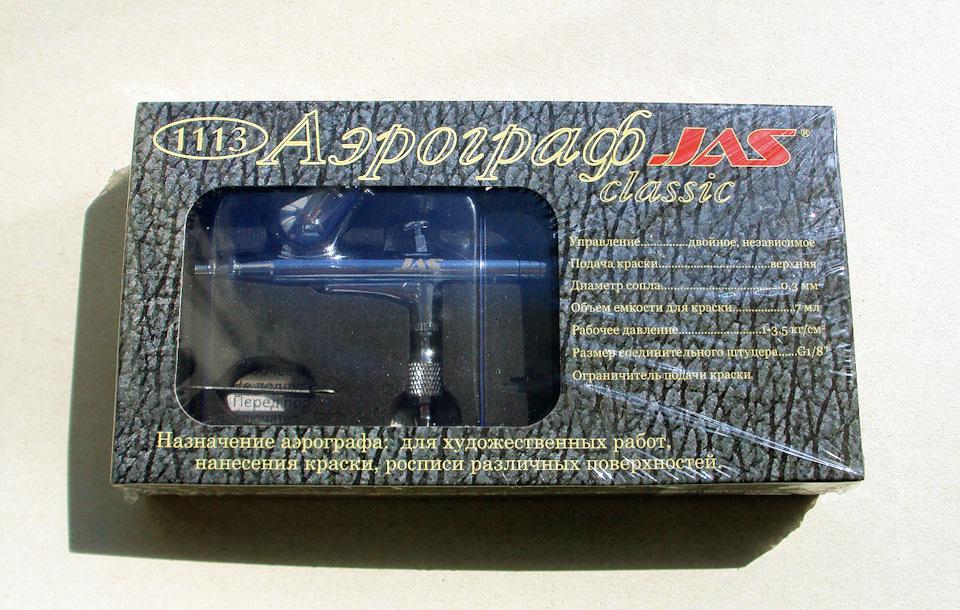 1113 Аэрограф JAS®
classic
Управление..............двойное, независимое
Подача краски................................верхняя
Диаметр сопла...................................0,3 мм
Объем емкости для краски..................7 мл
Рабочее давление.........................1-3,5 кг/см²
Размер соединительного штуцера......G1/8"
Ограничитель подачи краски.
JAS
Перед
Назначение аэрографа: для художественных работ,
нанесения краски, росписи различных поверхностей.